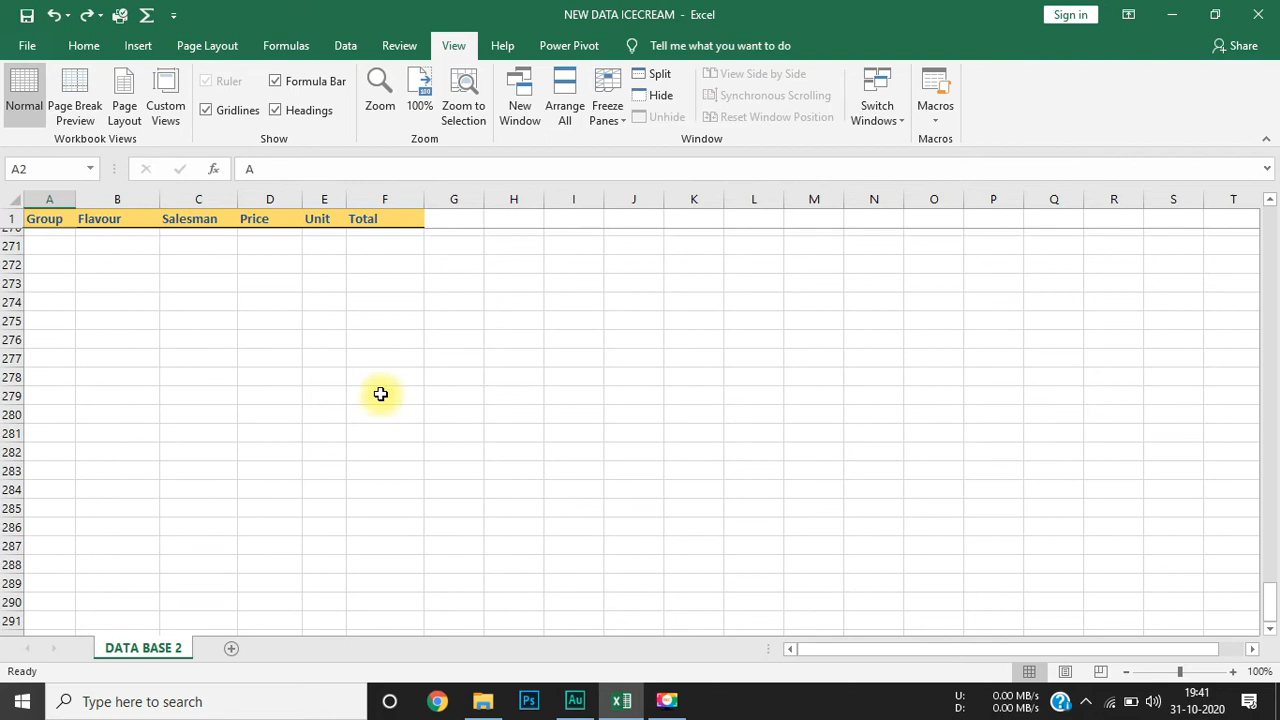 NEW DATA ICECREAM - Excel
Sign in
File Home Insert Page Layout Formulas Data Review View Help Power Pivot Tell me what you want to do Share
Normal
Page Break Preview
Page Layout
Custom Views
Workbook Views
Ruler
Formula Bar
Gridlines
Headings
Show
Zoom
100
100%
Zoom to Selection
Zoom
New Window
Arrange All
Freeze Panes
Split
Hide
Unhide
View Side by Side
Synchronous Scrolling
Reset Window Position
Window
Switch Windows
Macros
Macros
A2
fx
A
A B C D E F G H I J K L M N O P Q R S T
1 Group Flavour Salesman Price Unit Total
270
271
272
273
274
275
276
277
278
279
280
281
282
283
284
285
286
287
288
289
290
291
DATA BASE 2
Ready
100%
Type here to search
Ps
Au
U: 0.00 MB/s
D: 0.00 MB/s
19:41
31-10-2020